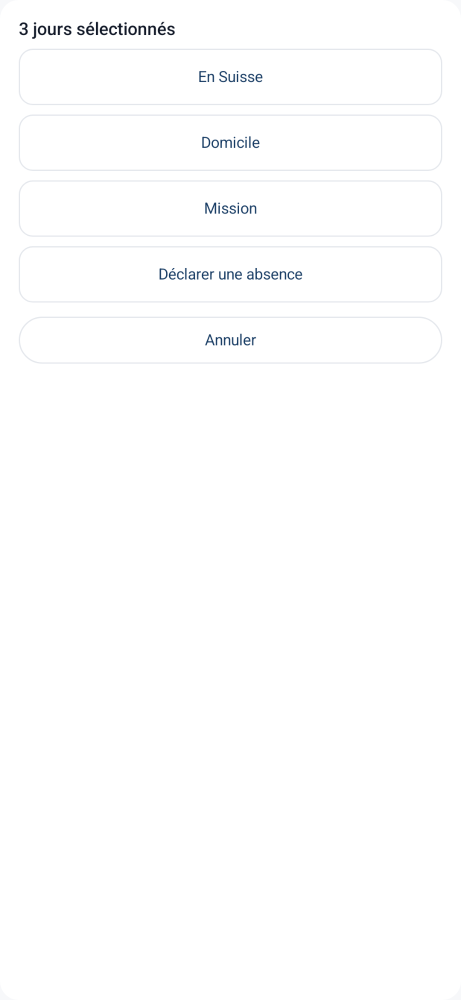 3 jours sélectionnés
En Suisse
Domicile
Mission
Déclarer une absence
Annuler